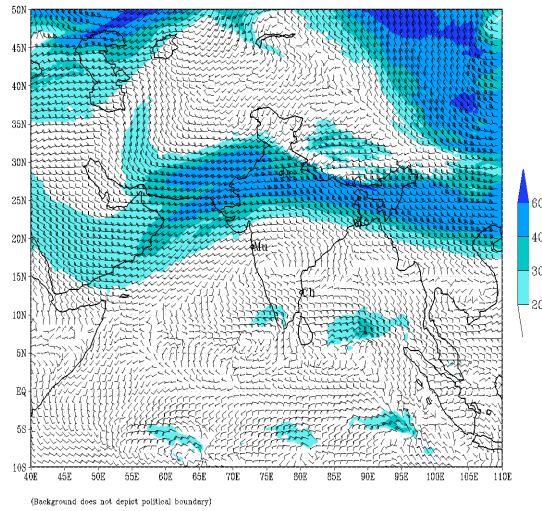 50N
45N
40N
35N
30N
25N
20N
15N
10N
5N
EQ
5S
10S
40E 45E 50E 55E 60E 65E 70E 75E 80E 85E 90E 95E 100E 105E 110E
Mu
Ch
60
40
30
20
(Background does not depict political boundary)